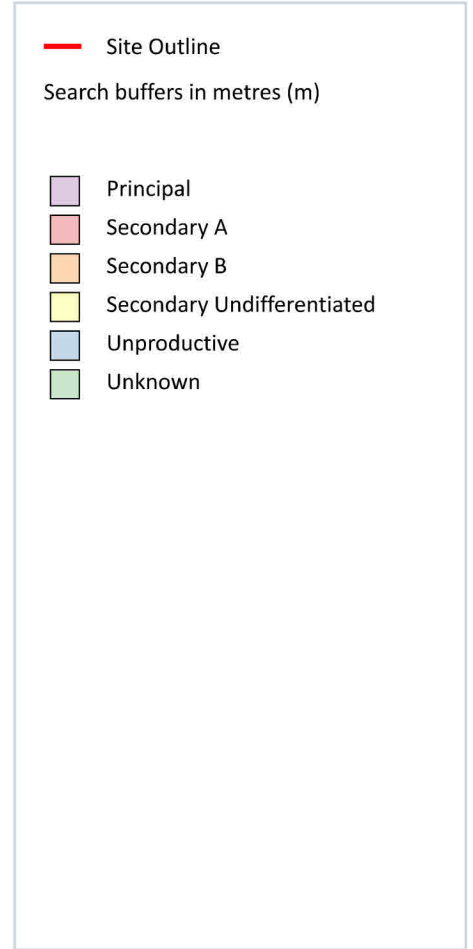 Site Outline
Search buffers in metres (m)
Principal
Secondary A
Secondary B
Secondary Undifferentiated
Unproductive
Unknown